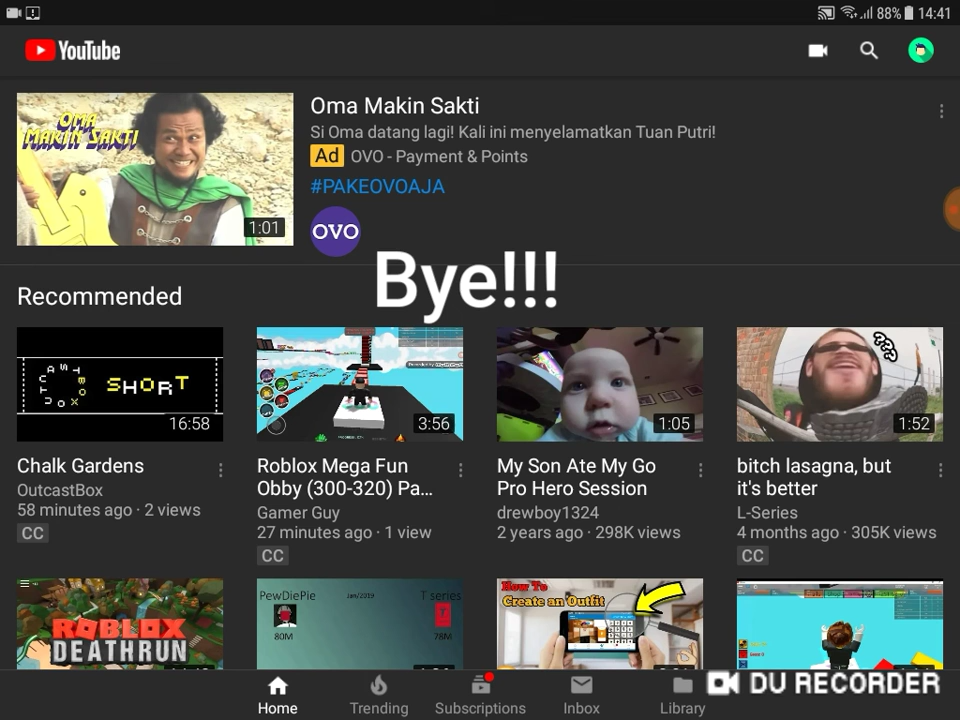 88% 14:41
YouTube
OMA
MAKIN SAKTI
1:01
Oma Makin Sakti
Si Oma datang lagi! Kali ini menyelamatkan Tuan Putri!
Ad OVO - Payment & Points
#PAKEOVOAJA
OVO
Bye!!!
Recommended
OUTCAST BOX
SHORT
16:58
3:56
1:05
???
1:52
Chalk Gardens
OutcastBox
58 minutes ago · 2 views
CC
Roblox Mega Fun
Obby (300-320) Pa...
Gamer Guy
27 minutes ago · 1 view
CC
My Son Ate My Go
Pro Hero Session
drewboy1324
2 years ago · 298K views
bitch lasagna, but
it's better
L-Series
4 months ago · 305K views
CC
ROBLOX
DEATHRUN
PewDiePie Jan/2019 T series
80M 78M
How To
Create an Outfit
Home
Trending
Subscriptions
Inbox
Library
DU RECORDER